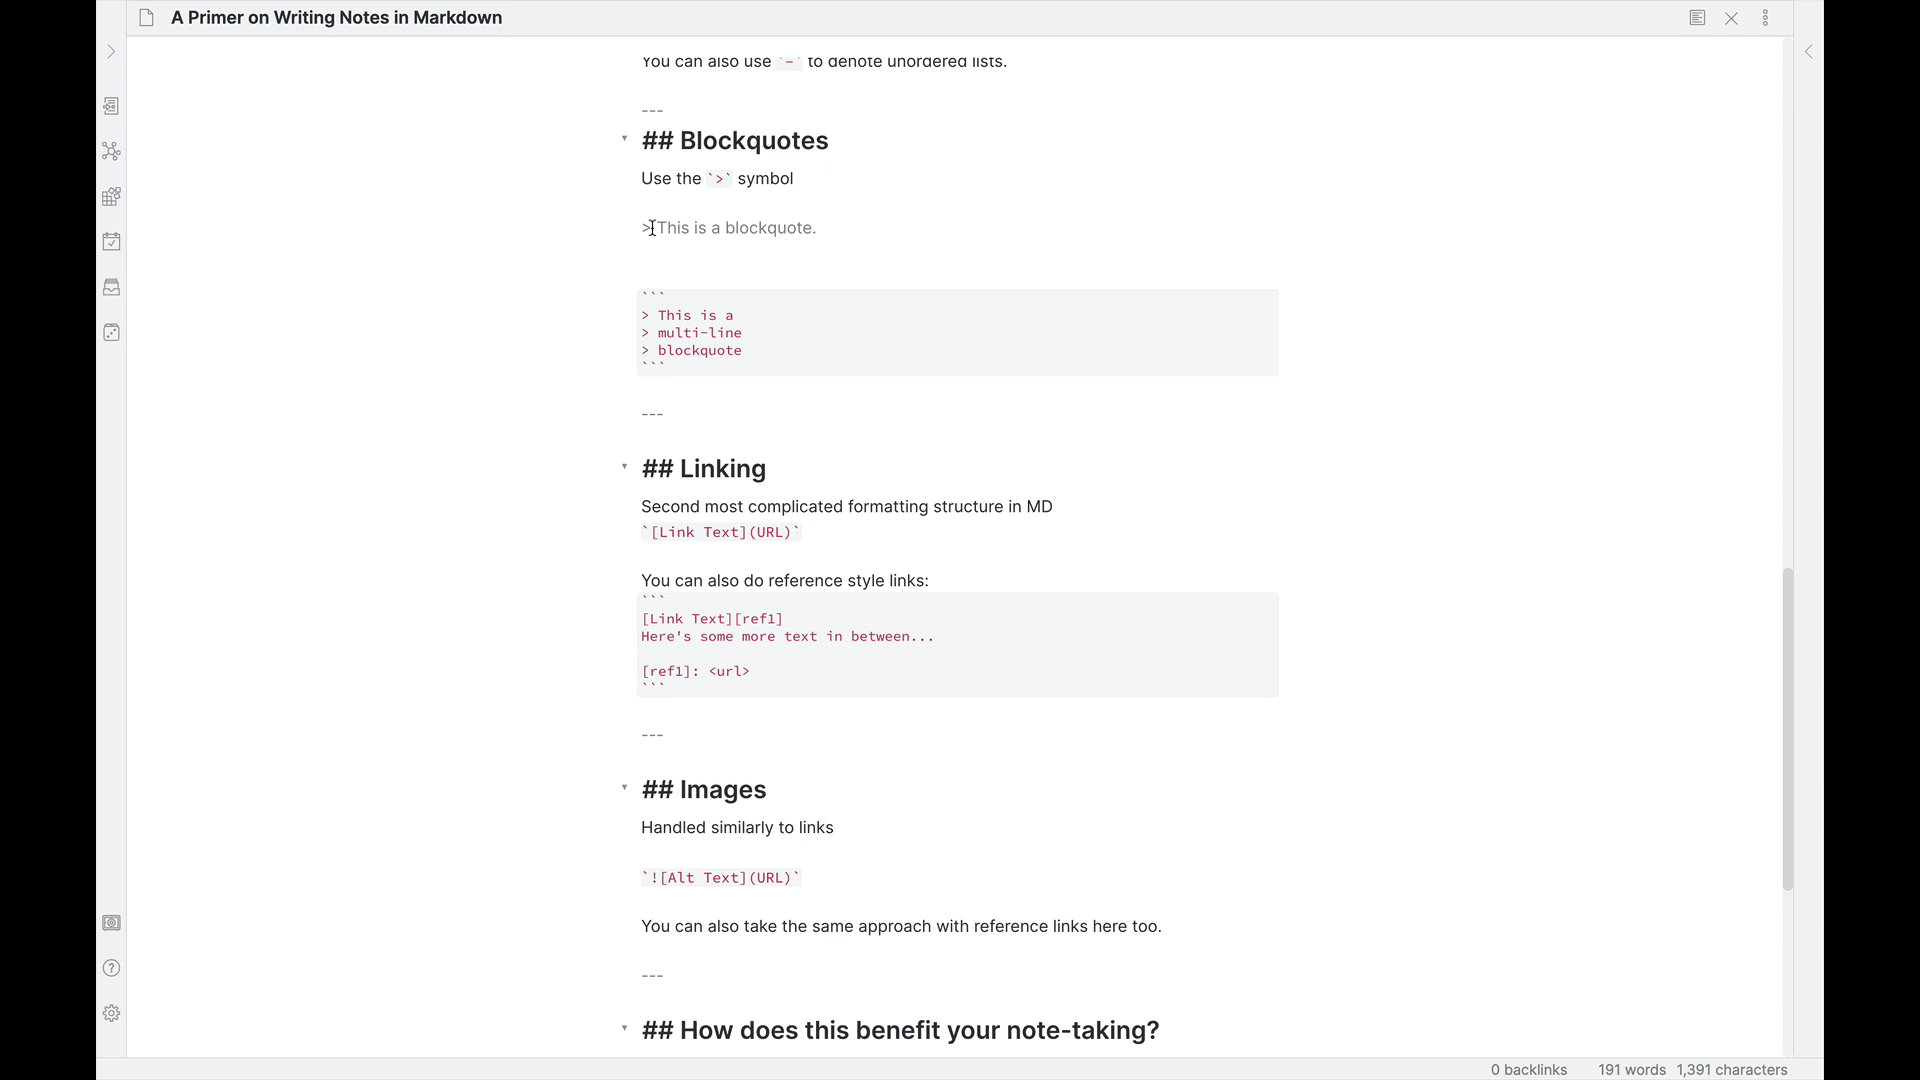 A Primer on Writing Notes in Markdown
You can also use `-` to denote unordered lists.
---
## Blockquotes
Use the `>` symbol
> This is a blockquote.
```
> This is a
> multi-line
> blockquote
```
---
## Linking
Second most complicated formatting structure in MD
`[Link Text](URL)`
You can also do reference style links:
```
[Link Text][ref1]
Here's some more text in between...
[ref1]: <url>
```
---
## Images
Handled similarly to links
`![Alt Text](URL)`
You can also take the same approach with reference links here too.
---
## How does this benefit your note-taking?
0 backlinks 191 words 1,391 characters